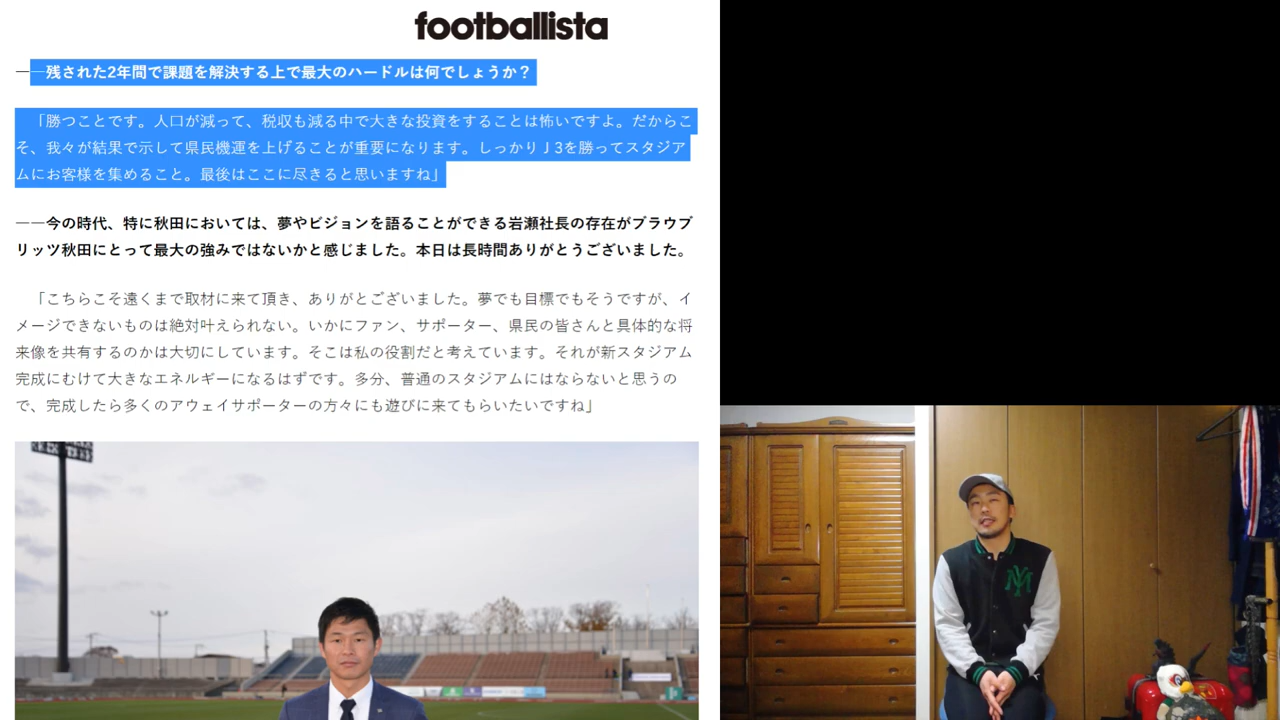 footballista
――残された2年間で課題を解決する上で最大のハードルは何でしょうか？
「勝つことです。人口が減って、税収も減る中で大きな投資をすることは怖いですよ。だからこ
そ、我々が結果で示して県民機運を上げることが重要になります。しっかりＪ3を勝ってスタジア
ムにお客様を集めること。最後はここに尽きると思いますね」
――今の時代、特に秋田においては、夢やビジョンを語ることができる岩瀬社長の存在がブラウブ
リッツ秋田にとって最大の強みではないかと感じました。本日は長時間ありがとうございました。
「こちらこそ遠くまで取材に来て頂き、ありがとございました。夢でも目標でもそうですが、イ
メージできないものは絶対叶えられない。いかにファン、サポーター、県民の皆さんと具体的な将
来像を共有するのかは大切にしています。そこは私の役割だと考えています。それが新スタジアム
完成にむけて大きなエネルギーになるはずです。多分、普通のスタジアムにはならないと思うの
で、完成したら多くのアウェイサポーターの方々にも遊びに来てもらいたいですね」
YM